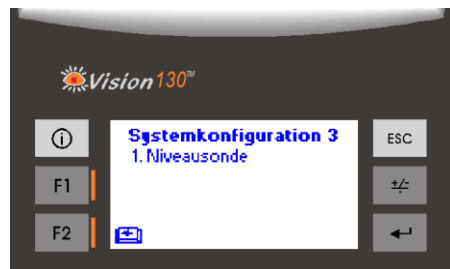 Vision130™
Systemkonfiguration 3
1. Niveausonde
ESC
F1
+/-
F2